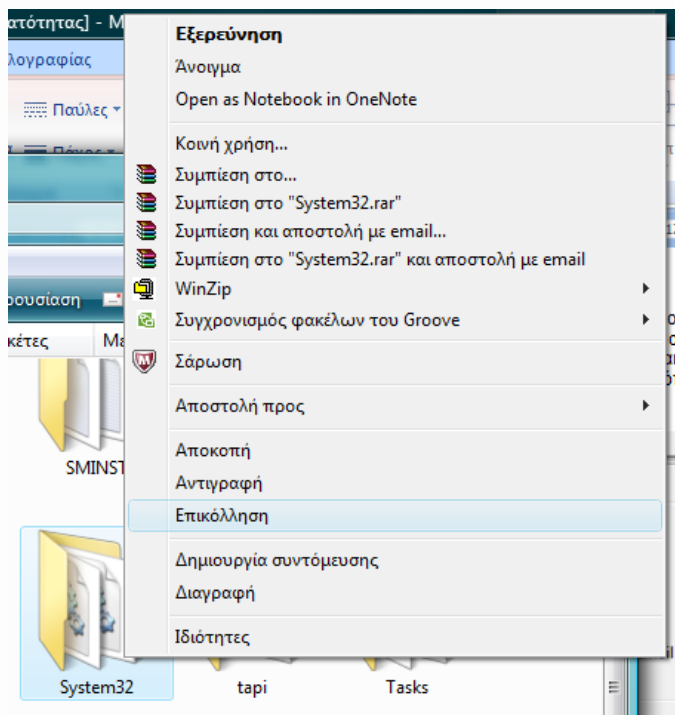 ατότητας] - M
λογραφίας
Παύλες
Πάχος
ρουσίαση
κέτες Με
SMINST
System32
tapi
Tasks
Εξερεύνηση
Άνοιγμα
Open as Notebook in OneNote
Κοινή χρήση...
Συμπίεση στο...
Συμπίεση στο "System32.rar"
Συμπίεση και αποστολή με email...
Συμπίεση στο "System32.rar" και αποστολή με email
WinZip
Συγχρονισμός φακέλων του Groove
Σάρωση
Αποστολή προς
Αποκοπή
Αντιγραφή
Επικόλληση
Δημιουργία συντόμευσης
Διαγραφή
Ιδιότητες